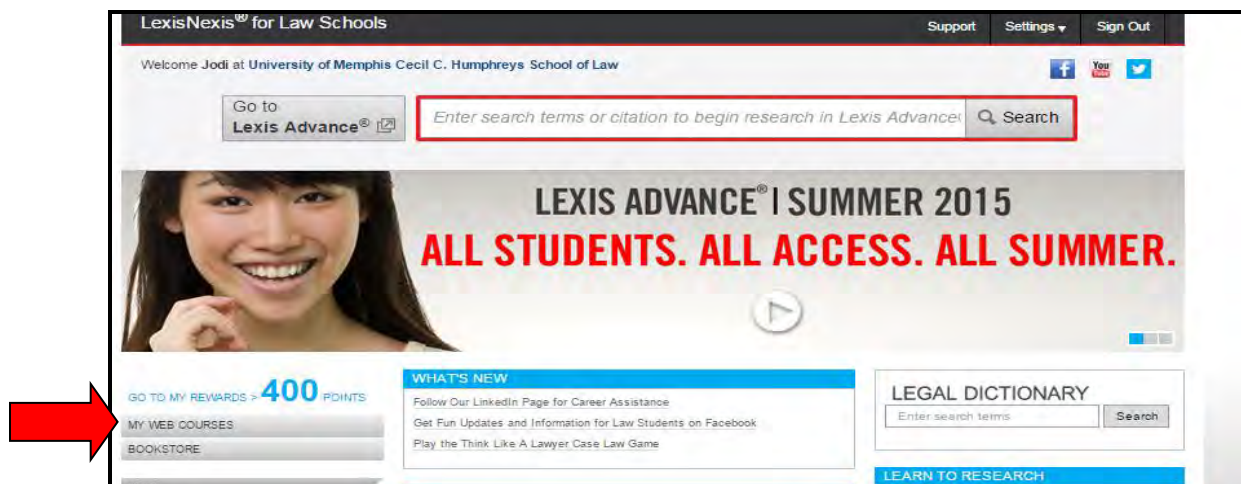 LexisNexis® for Law Schools
Support Settings Sign Out
Welcome Jodi at University of Memphis Cecil C. Humphreys School of Law
f You Tube
Go to
Lexis Advance®
Enter search terms or citation to begin research in Lexis Advance( Search
LEXIS ADVANCE® | SUMMER 2015
ALL STUDENTS. ALL ACCESS. ALL SUMMER.
GO TO MY REWARDS > 400 POINTS
MY WEB COURSES
BOOKSTORE
WHAT'S NEW
Follow Our LinkedIn Page for Career Assistance
Get Fun Updates and Information for Law Students on Facebook
Play the Think Like A Lawyer Case Law Game
LEGAL DICTIONARY
Enter search terms Search
LEARN TO RESEARCH